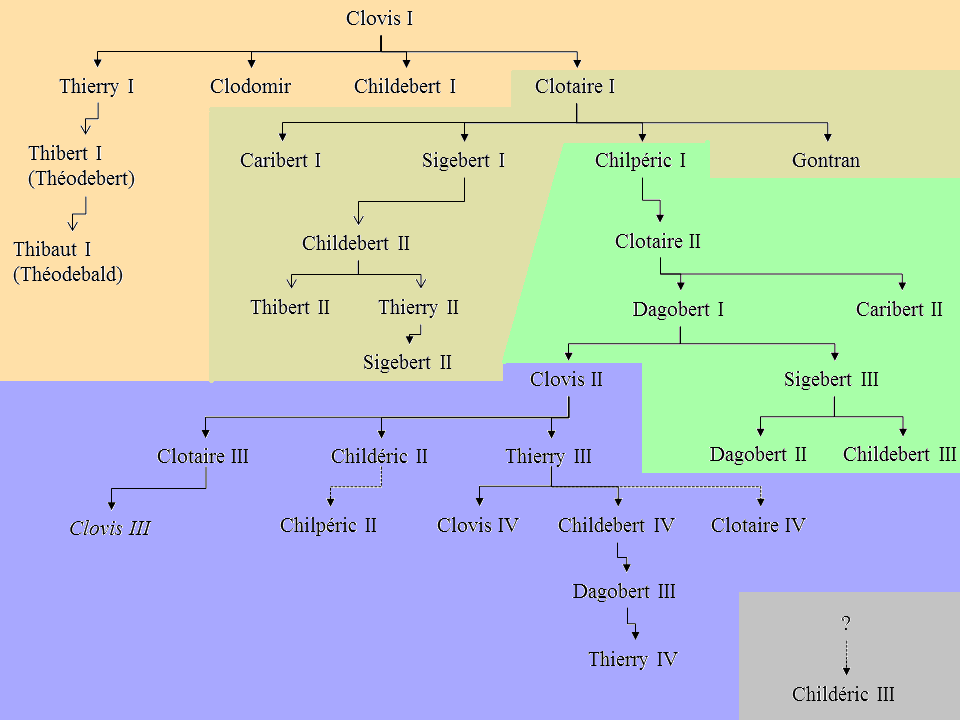 Clovis I
Thierry I
Clodomir
Childebert I
Clotaire I
Thibert I
(Théodebert)
Caribert I
Sigebert I
Chilpéric I
Gontran
Thibaut I
(Théodebald)
Childebert II
Clotaire II
Thibert II
Thierry II
Dagobert I
Caribert II
Sigebert II
Clovis II
Sigebert III
Clotaire III
Childéric II
Thierry III
Dagobert II
Childebert III
Clovis III
Chilpéric II
Clovis IV
Childebert IV
Clotaire IV
Dagobert III
?
Thierry IV
Childéric III